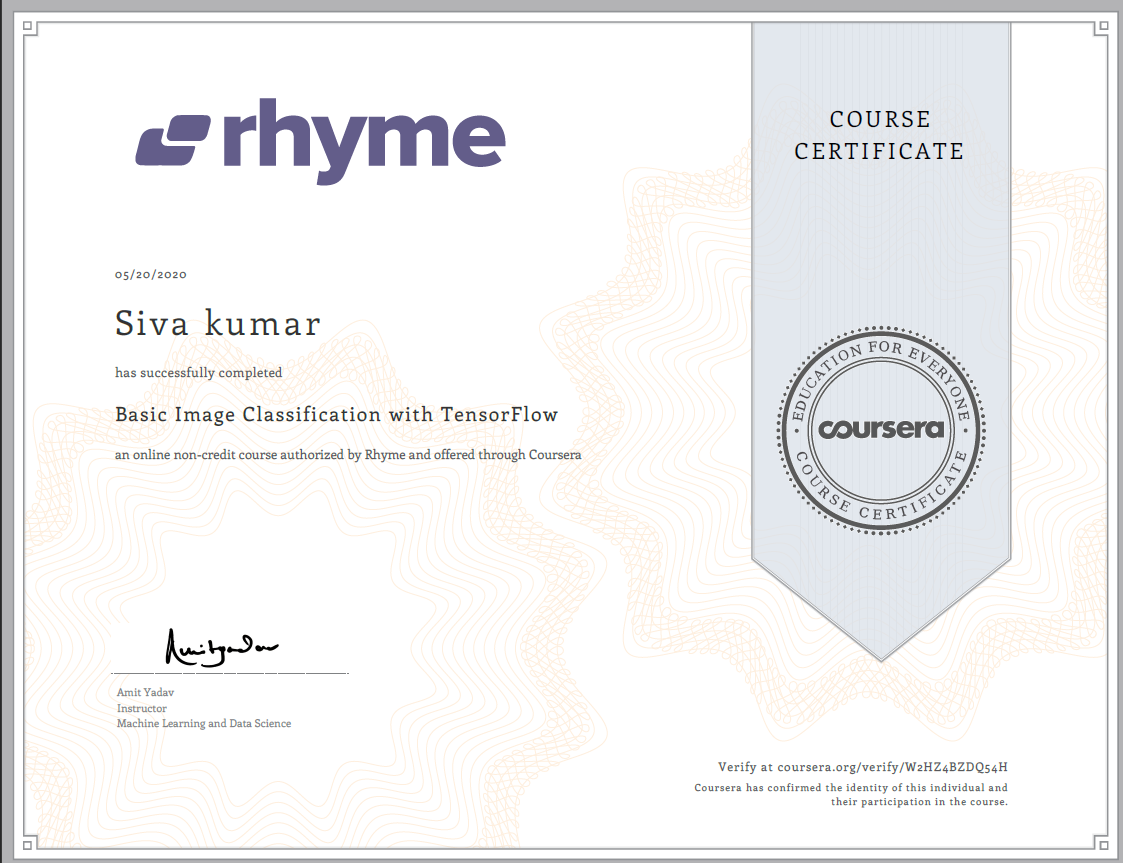 rhyme
COURSE
CERTIFICATE
05/20/2020
Siva kumar
has successfully completed
Basic Image Classification with TensorFlow
an online non-credit course authorized by Rhyme and offered through Coursera
EDUCATION FOR EVERYONE
coursera
COURSE CERTIFICATE
Amityadav
Amit Yadav
Instructor
Machine Learning and Data Science
Verify at coursera.org/verify/W2HZ4BZDQ54H
Coursera has confirmed the identity of this individual and
their participation in the course.